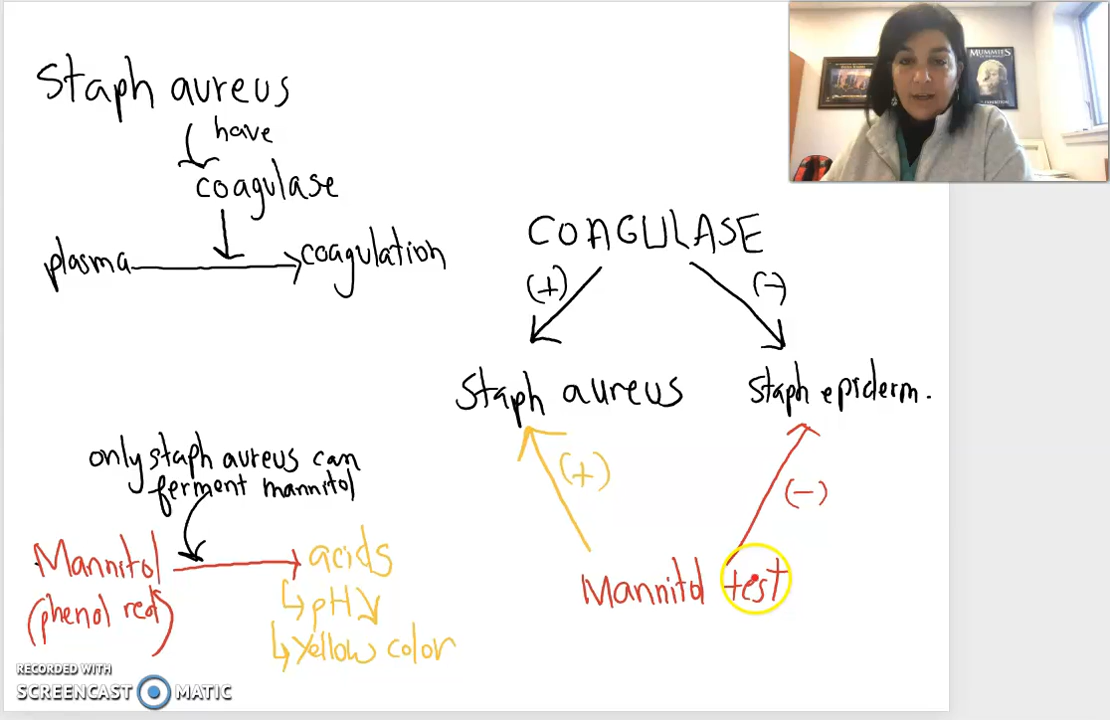 Staph aureus
have
coagulase
plasma
coagulation
COAGULASE
(+)
(-)
Staph aureus
Staph epiderm.
(+)
(-)
Mannitol test
only staph aureus can
ferment mannitol
Mannitol
(phenol red)
acids
pH
Yellow color
RECORDED WITH
SCREENCAST MATIC
MUMMIES